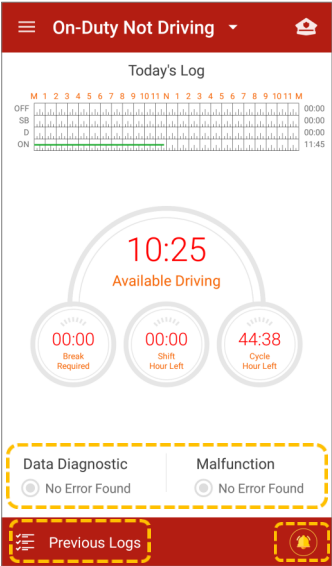 On-Duty Not Driving
Today's Log
M 1 2 3 4 5 6 7 8 9 10 11 N 1 2 3 4 5 6 7 8 9 10 11 M
OFF 00:00
SB 00:00
D 00:00
ON 11:45
10:25
Available Driving
00:00 00:00 44:38
Break Shift Cycle
Required Hour Left Hour Left
Data Diagnostic Malfunction
No Error Found No Error Found
Previous Logs